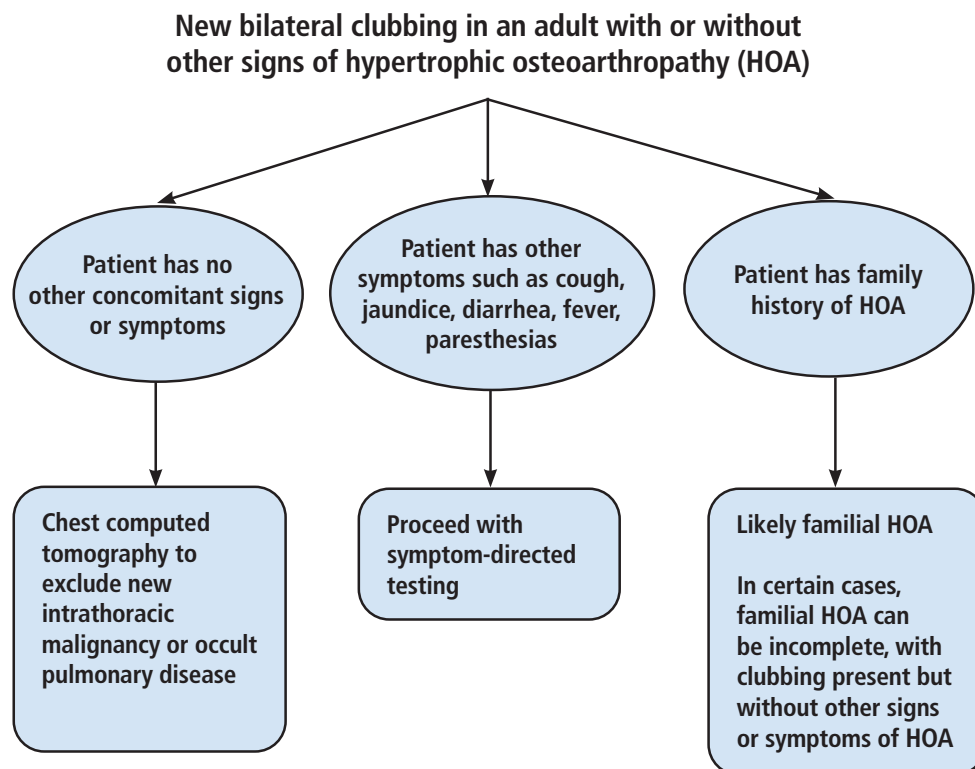 New bilateral clubbing in an adult with or without
other signs of hypertrophic osteoarthropathy (HOA)
Patient has no
other concomitant signs
or symptoms
Patient has other
symptoms such as cough,
jaundice, diarrhea, fever,
paresthesias
Patient has family
history of HOA
Chest computed
tomography to
exclude new
intrathoracic
malignancy or occult
pulmonary disease
Proceed with
symptom-directed
testing
Likely familial HOA
In certain cases,
familial HOA can
be incomplete, with
clubbing present but
without other signs
or symptoms of HOA